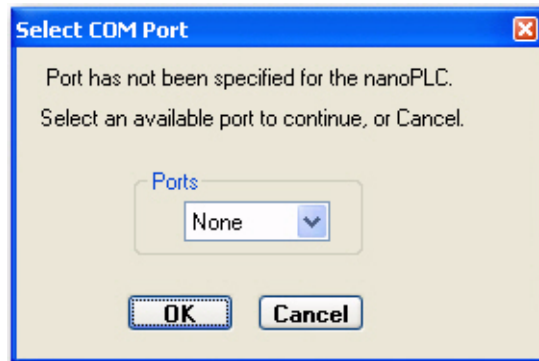 Select COM Port
Port has not been specified for the nanoPLC.
Select an available port to continue, or Cancel.
Ports
None
OK
Cancel